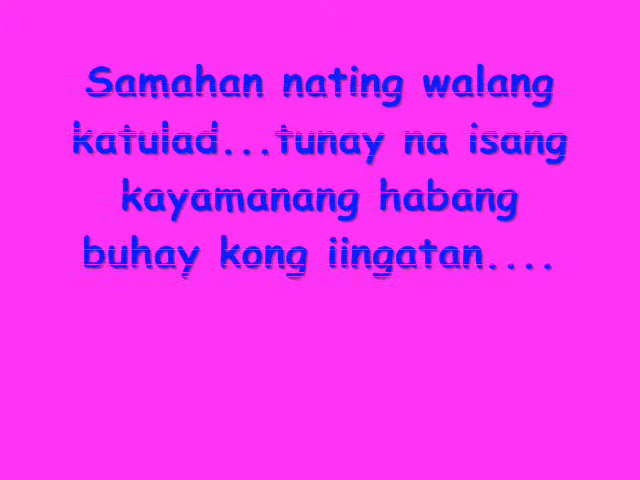 Samahan nating walang
katulad...tunay na isang
kayamanang habang
buhay kong iingatan....